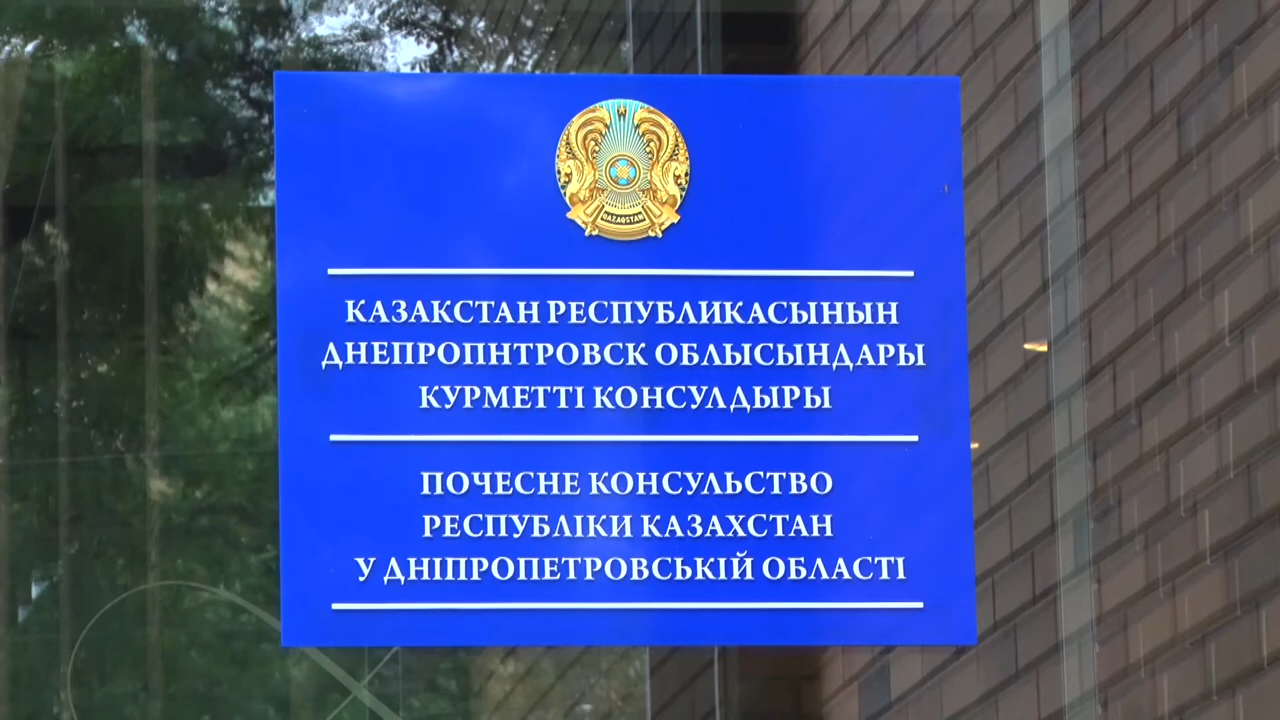 QAZAQSTAN
КАЗАКСТАН РЕСПУБЛИКАСЫНЫН
ДНЕПРОПНТРОВСК ОБЛЫСЫНДАРЫ
КУРМЕТТІ КОНСУЛДЫРЫ
ПОЧЕСНЕ КОНСУЛЬСТВО
РЕСПУБЛІКИ КАЗАХСТАН
У ДНІПРОПЕТРОВСЬКІЙ ОБЛАСТІ